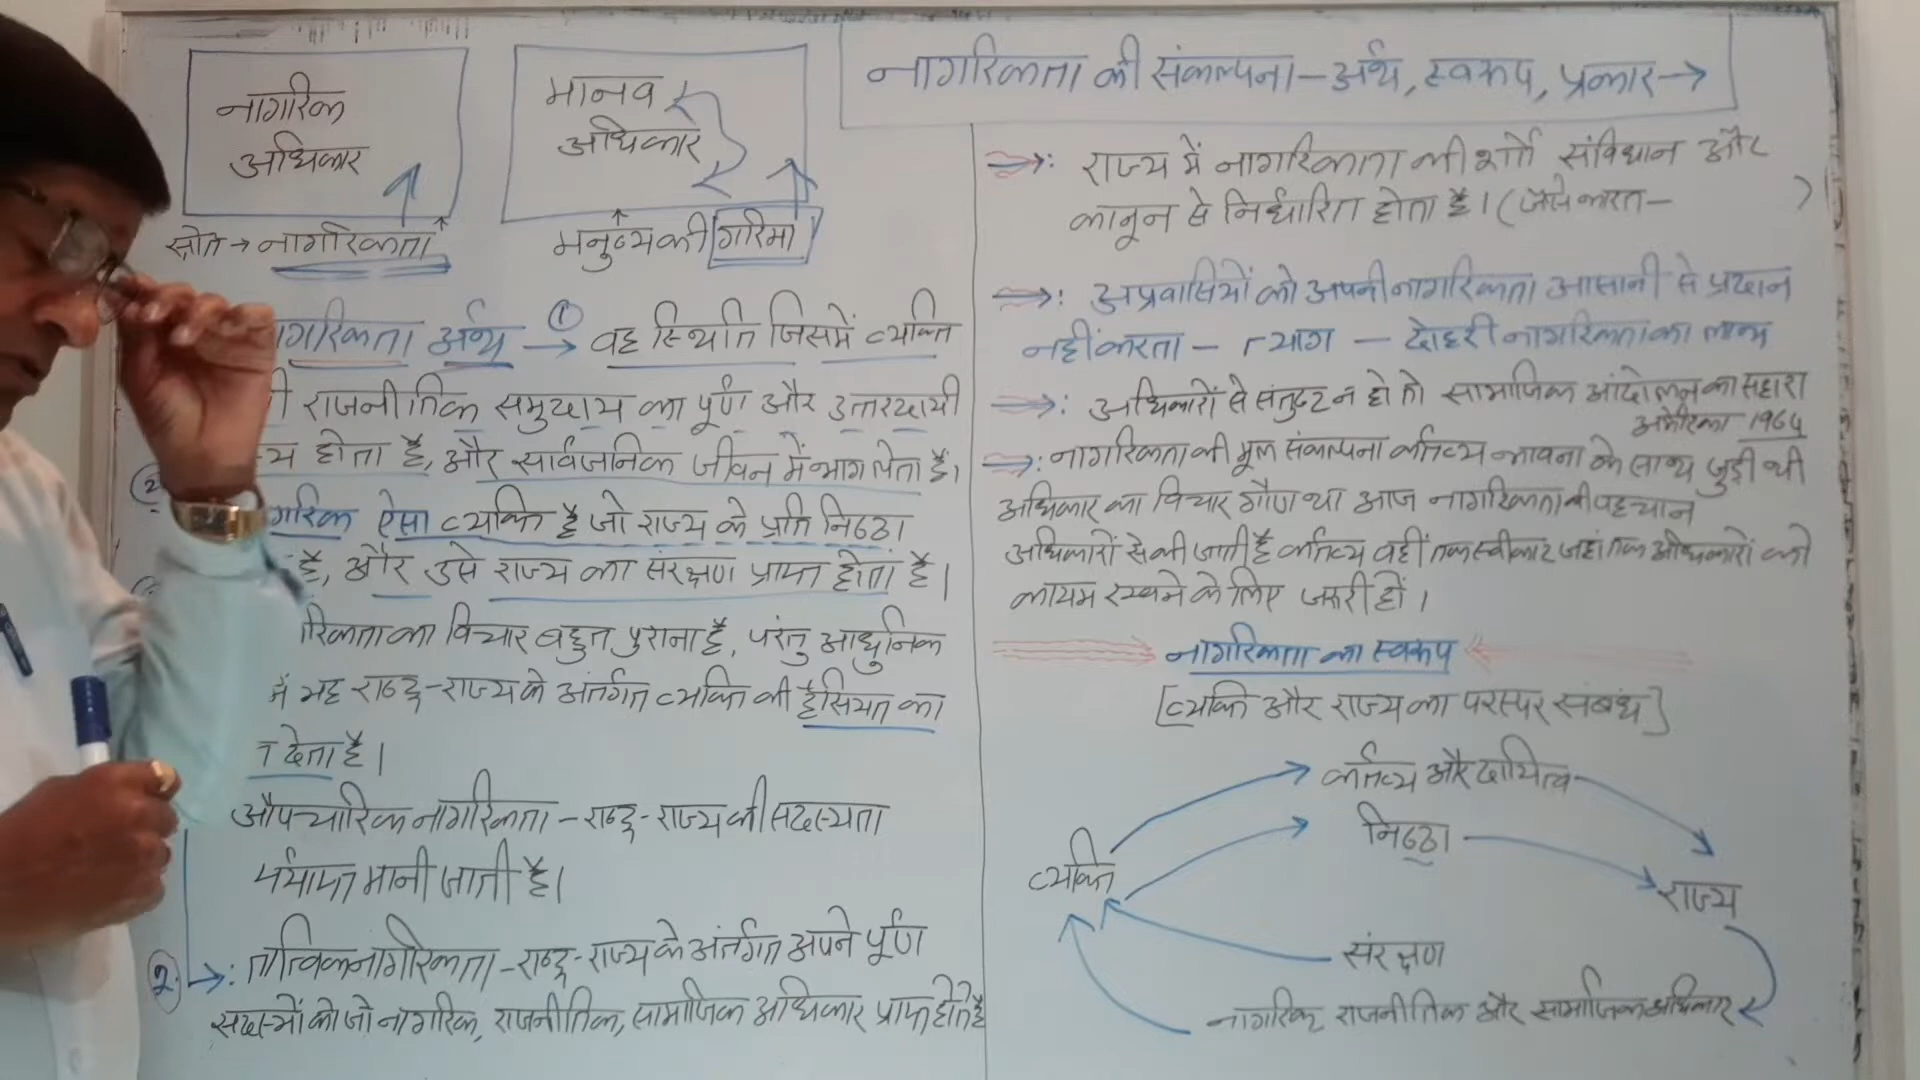 नागरिकता की संकल्पना – अर्थ, स्वरूप, प्रकार →
नागरिक
अधिकार
स्रोत → नागरिकता
मानव
अधिकार
मनुष्य की गरिमा
गरिकता अर्थ → ① वह स्थिति जिसमें व्यक्ति
राजनीतिक समुदाय का पूर्ण और उत्तरदायी
य होता है, और सार्वजनिक जीवन में भाग लेता है।
गरिक ऐसा व्यक्ति है जो राज्य के प्रति निष्ठा
है, और उसे राज्य का संरक्षण प्राप्त होता है।
रिकता का विचार बहुत पुराना है, परंतु आधुनिक
में यह राष्ट्र-राज्य के अंतर्गत व्यक्ति की हैसियत का
देता है।
औपचारिक नागरिकता – राष्ट्र-राज्य की सदस्यता
पर्याप्त मानी जाती है।
2. →: तात्विक नागरिकता – राष्ट्र-राज्य के अंतर्गत अपने पूर्ण
सदस्यों को जो नागरिक, राजनीतिक, सामाजिक अधिकार प्राप्त होते है
⇒: राज्य में नागरिकता की शर्ते संविधान और
कानून से निर्धारित होता है। (जैसे भारत – )
⇒: अप्रवासियों को अपनी नागरिकता आसानी से प्रदान
नहीं करता – त्याग – दोहरी नागरिकता का लाभ
⇒: अधिकारों से संतुष्ट न हो तो सामाजिक आंदोलन का सहारा
अमेरिका 1964
⇒: नागरिकता की मूल संकल्पना कर्तव्य भावना के साथ जुड़ी थी
अधिकार का विचार गौण था आज नागरिकता की पहचान
अधिकारों से की जाती है कर्तव्य वहीं तक स्वीकार जहां तक अधिकारों को
कायम रखने के लिए जरूरी हों।
नागरिकता का स्वरूप
[व्यक्ति और राज्य का परस्पर संबंध]
कर्तव्य और दायित्व
निष्ठा
व्यक्ति
राज्य
संरक्षण
नागरिक राजनीतिक और सामाजिक अधिकार